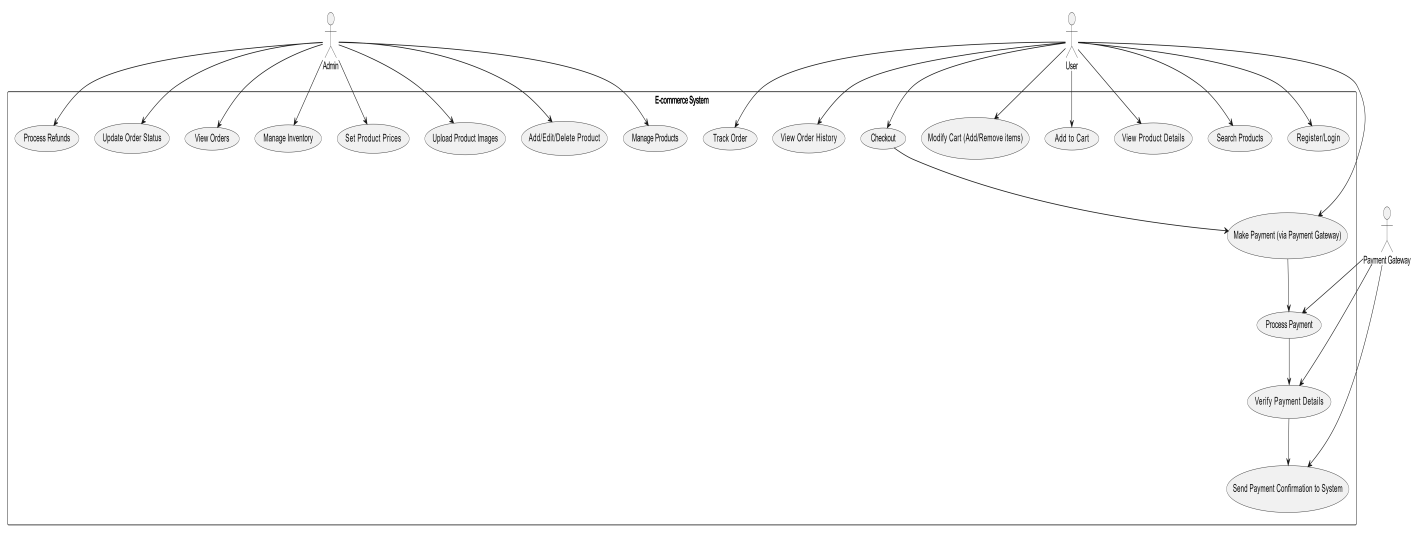 Admin
User
E-commerce System
Process Refunds
Update Order Status
View Orders
Manage Inventory
Set Product Prices
Upload Product Images
Add/Edit/Delete Product
Manage Products
Track Order
View Order History
Checkout
Modify Cart (Add/Remove items)
Add to Cart
View Product Details
Search Products
Register/Login
Make Payment (via Payment Gateway)
Payment Gateway
Process Payment
Verify Payment Details
Send Payment Confirmation to System